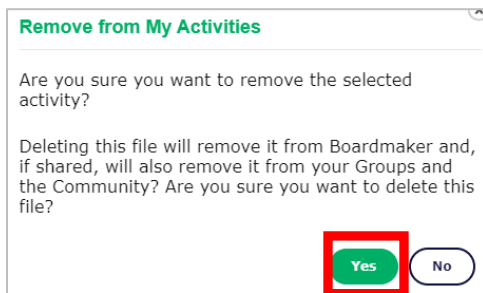 Remove from My Activities
Are you sure you want to remove the selected
activity?
Deleting this file will remove it from Boardmaker and,
if shared, will also remove it from your Groups and
the Community? Are you sure you want to delete this
file?
Yes No